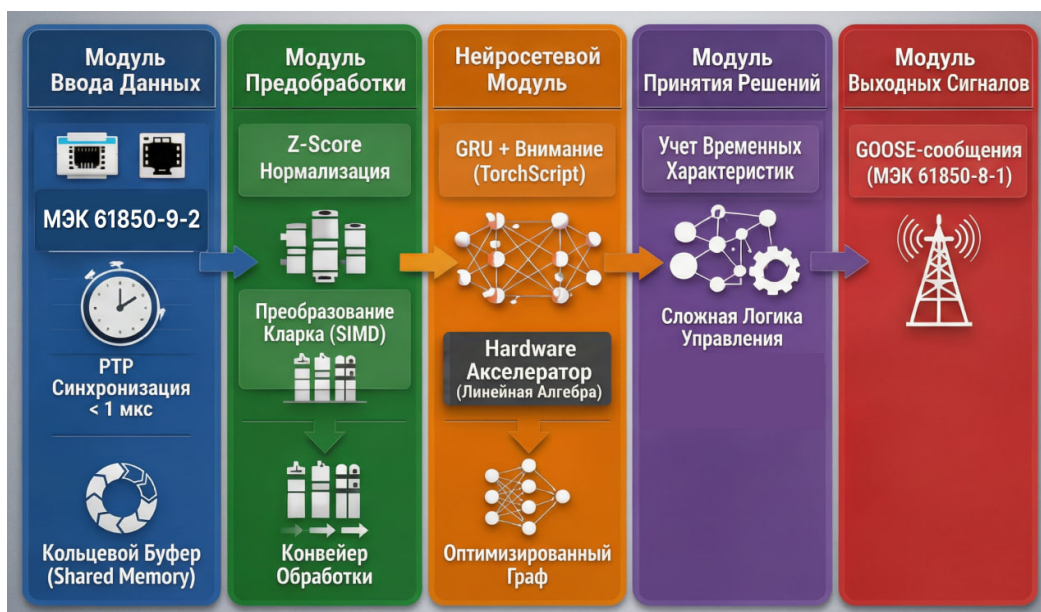 Модуль
Ввода Данных
МЭК 61850-9-2
PTP
Синхронизация
< 1 мкс
Кольцевой Буфер
(Shared Memory)
Модуль
Предобработки
Z-Score
Нормализация
Преобразование
Кларка (SIMD)
Конвейер
Обработки
Нейросетевой
Модуль
GRU + Внимание
(TorchScript)
Hardware
Акселератор
(Линейная Алгебра)
Оптимизированный
Граф
Модуль
Принятия Решений
Учет Временных
Характеристик
Сложная Логика
Управления
Модуль
Выходных Сигналов
GOOSE-сообщения
(МЭК 61850-8-1)